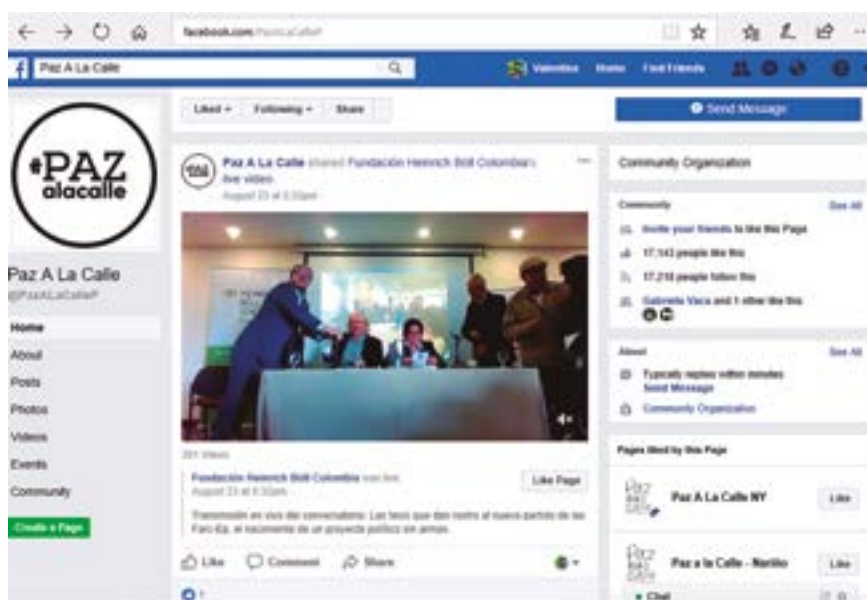 facebook.com/PazALaCalleP
Paz A La Calle
Valentina Home Find Friends
#PAZ
alacalle
Paz A La Calle
@PazALaCalleP
Home
About
Posts
Photos
Videos
Events
Community
Create a Page
Liked Following Share
Send Message
Paz A La Calle shared Fundación Heinrich Böll Colombia's
live video.
August 23 at 6:33pm
Views
Fundación Heinrich Böll Colombia was live.
August 23 at 6:33pm
Like Page
Transmisión en vivo del conversatorio: Las tesis que dan rostro al nuevo partido de las
Farc-Ep, el nacimiento de un proyecto político sin armas.
Like Comment Share
Community Organization
Community See All
Invite your friends to like this Page
17,143 people like this
17,218 people follow this
Gabriela Vaca and 1 other like this
About See All
Typically replies within minutes
Send Message
Community Organization
Pages liked by this Page
Paz A La Calle NY Like
Paz a la Calle - Nariño Like
Chat